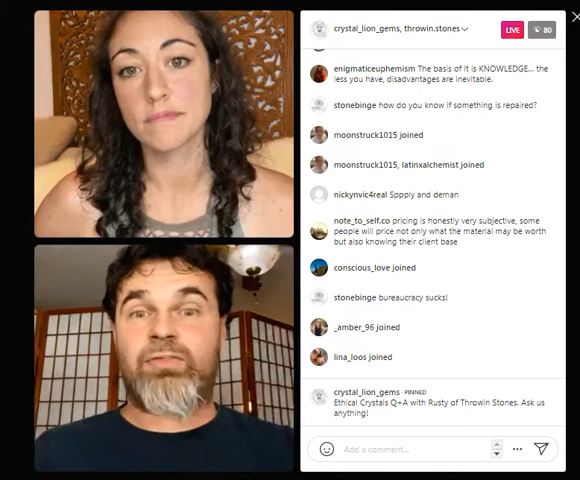 crystal_lion_gems, throwin.stones
LIVE
80
enigmaticeuphemism The basis of it is KNOWLEDGE... the
less you have, disadvantages are inevitable.
stonebinge how do you know if something is repaired?
moonstruck1015 joined
moonstruck1015, latinxalchemist joined
nickynvic4real Sppply and deman
note_to_self.co pricing is honestly very subjective, some
people will price not only what the material may be worth
but also knowing their client base
conscious_love joined
stonebinge bureaucracy sucks!
_amber_96 joined
lina_loos joined
crystal_lion_gems · PINNED
Ethical Crystals Q+A with Rusty of Throwin Stones. Ask us
anything!
Add a comment...